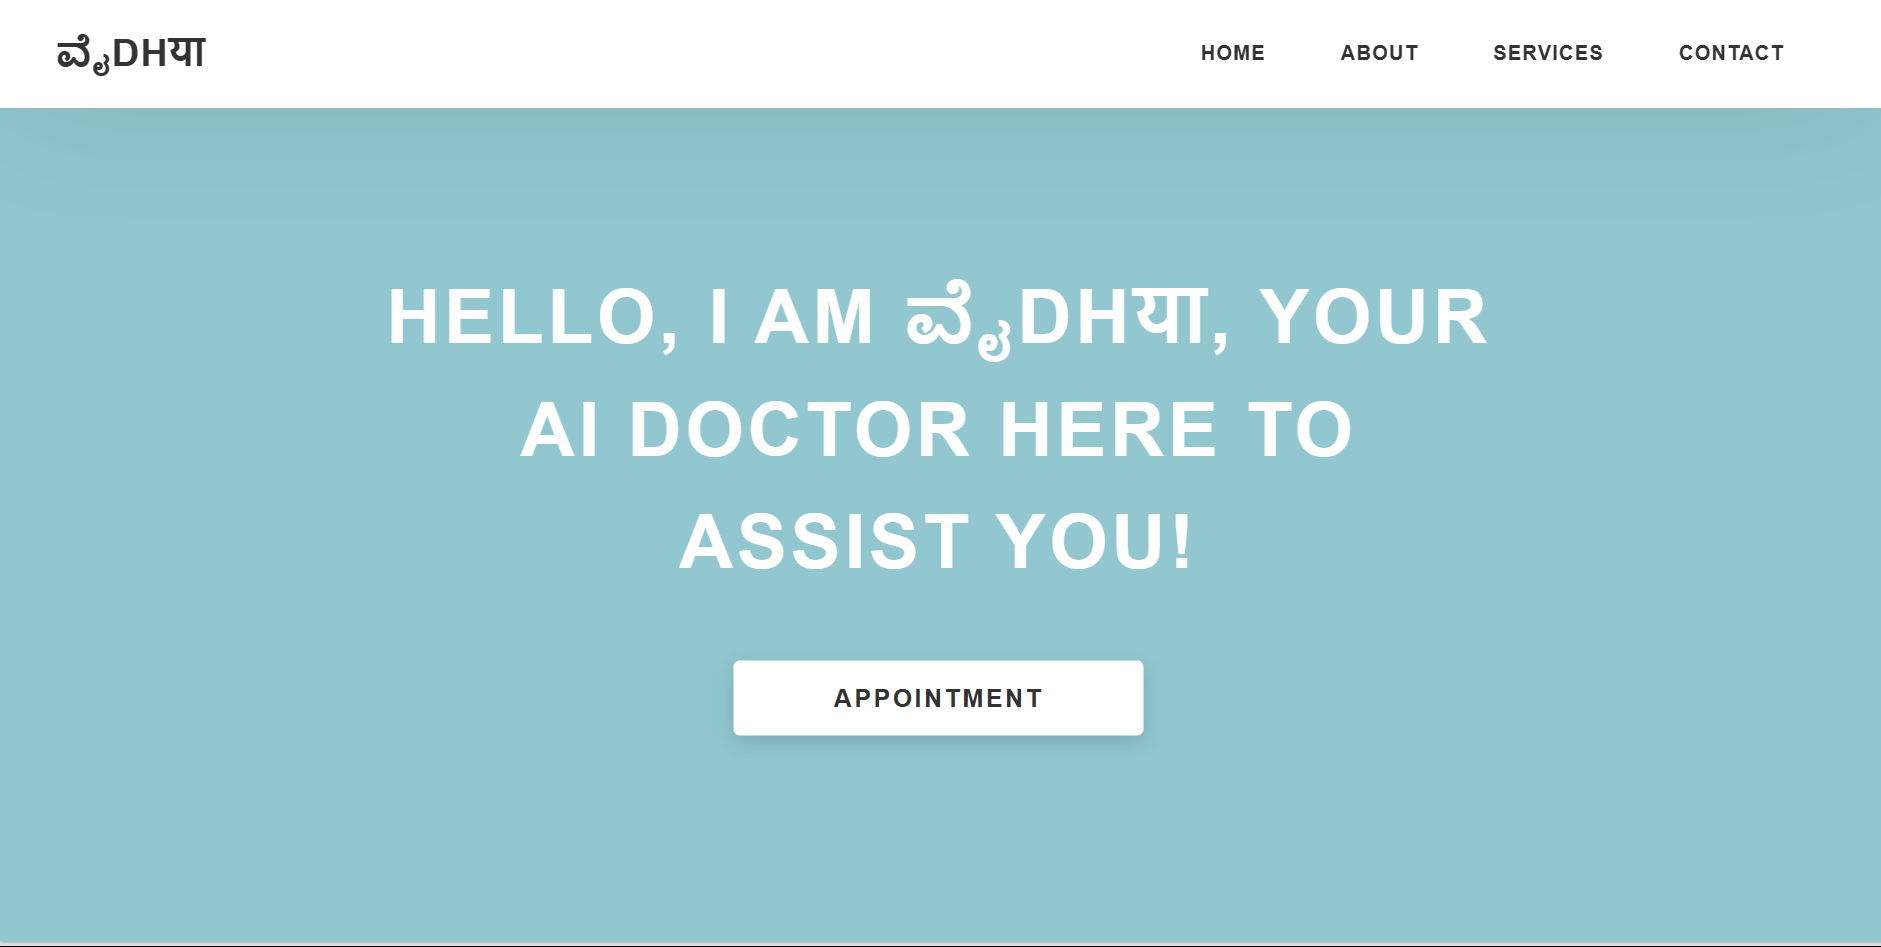 ವೈDHया
HOME ABOUT SERVICES CONTACT
HELLO, I AM ವೈDHया, YOUR
AI DOCTOR HERE TO
ASSIST YOU!
APPOINTMENT